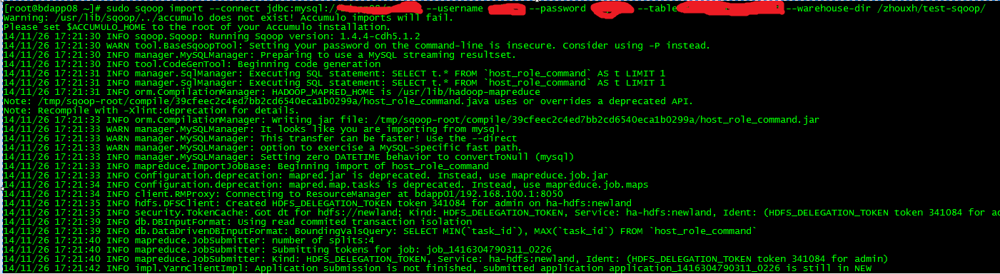 [root@bdapp08 ~]# sudo sqoop import --connect jdbc:mysql:// --username --password --table --warehouse-dir /zhouxh/test-sqoop/
Warning: /usr/lib/sqoop/../accumulo does not exist! Accumulo imports will fail.
Please set $ACCUMULO_HOME to the root of your Accumulo installation.
14/11/26 17:21:30 INFO sqoop.Sqoop: Running Sqoop version: 1.4.4-cdh5.1.2
14/11/26 17:21:30 WARN tool.BaseSqoopTool: Setting your password on the command-line is insecure. Consider using -P instead.
14/11/26 17:21:30 INFO manager.MySQLManager: Preparing to use a MySQL streaming resultset.
14/11/26 17:21:30 INFO tool.CodeGenTool: Beginning code generation
14/11/26 17:21:31 INFO manager.SqlManager: Executing SQL statement: SELECT t.* FROM `host_role_command` AS t LIMIT 1
14/11/26 17:21:31 INFO manager.SqlManager: Executing SQL statement: SELECT t.* FROM `host_role_command` AS t LIMIT 1
14/11/26 17:21:31 INFO orm.CompilationManager: HADOOP_MAPRED_HOME is /usr/lib/hadoop-mapreduce
Note: /tmp/sqoop-root/compile/39cfeec2c4ed7bb2cd6540eca1b0299a/host_role_command.java uses or overrides a deprecated API.
Note: Recompile with -Xlint:deprecation for details.
14/11/26 17:21:33 INFO orm.CompilationManager: Writing jar file: /tmp/sqoop-root/compile/39cfeec2c4ed7bb2cd6540eca1b0299a/host_role_command.jar
14/11/26 17:21:33 WARN manager.MySQLManager: It looks like you are importing from mysql.
14/11/26 17:21:33 WARN manager.MySQLManager: This transfer can be faster! Use the --direct
14/11/26 17:21:33 WARN manager.MySQLManager: option to exercise a MySQL-specific fast path.
14/11/26 17:21:33 INFO manager.MySQLManager: Setting zero DATETIME behavior to convertToNull (mysql)
14/11/26 17:21:33 INFO mapreduce.ImportJobBase: Beginning import of host_role_command
14/11/26 17:21:33 INFO Configuration.deprecation: mapred.jar is deprecated. Instead, use mapreduce.job.jar
14/11/26 17:21:34 INFO Configuration.deprecation: mapred.map.tasks is deprecated. Instead, use mapreduce.job.maps
14/11/26 17:21:34 INFO client.RMProxy: Connecting to ResourceManager at bdapp01/192.168.100.1:8050
14/11/26 17:21:35 INFO hdfs.DFSClient: Created HDFS_DELEGATION_TOKEN token 341084 for admin on ha-hdfs:newland
14/11/26 17:21:35 INFO security.TokenCache: Got dt for hdfs://newland; Kind: HDFS_DELEGATION_TOKEN, Service: ha-hdfs:newland, Ident: (HDFS_DELEGATION_TOKEN token 341084 for ad
14/11/26 17:21:39 INFO db.DBInputFormat: Using read commited transaction isolation
14/11/26 17:21:39 INFO db.DataDrivenDBInputFormat: BoundingValsQuery: SELECT MIN(`task_id`), MAX(`task_id`) FROM `host_role_command`
14/11/26 17:21:40 INFO mapreduce.JobSubmitter: number of splits:4
14/11/26 17:21:40 INFO mapreduce.JobSubmitter: Submitting tokens for job: job_1416304790311_0226
14/11/26 17:21:40 INFO mapreduce.JobSubmitter: Kind: HDFS_DELEGATION_TOKEN, Service: ha-hdfs:newland, Ident: (HDFS_DELEGATION_TOKEN token 341084 for admin)
14/11/26 17:21:42 INFO impl.YarnClientImpl: Application submission is not finished, submitted application application_1416304790311_0226 is still in NEW